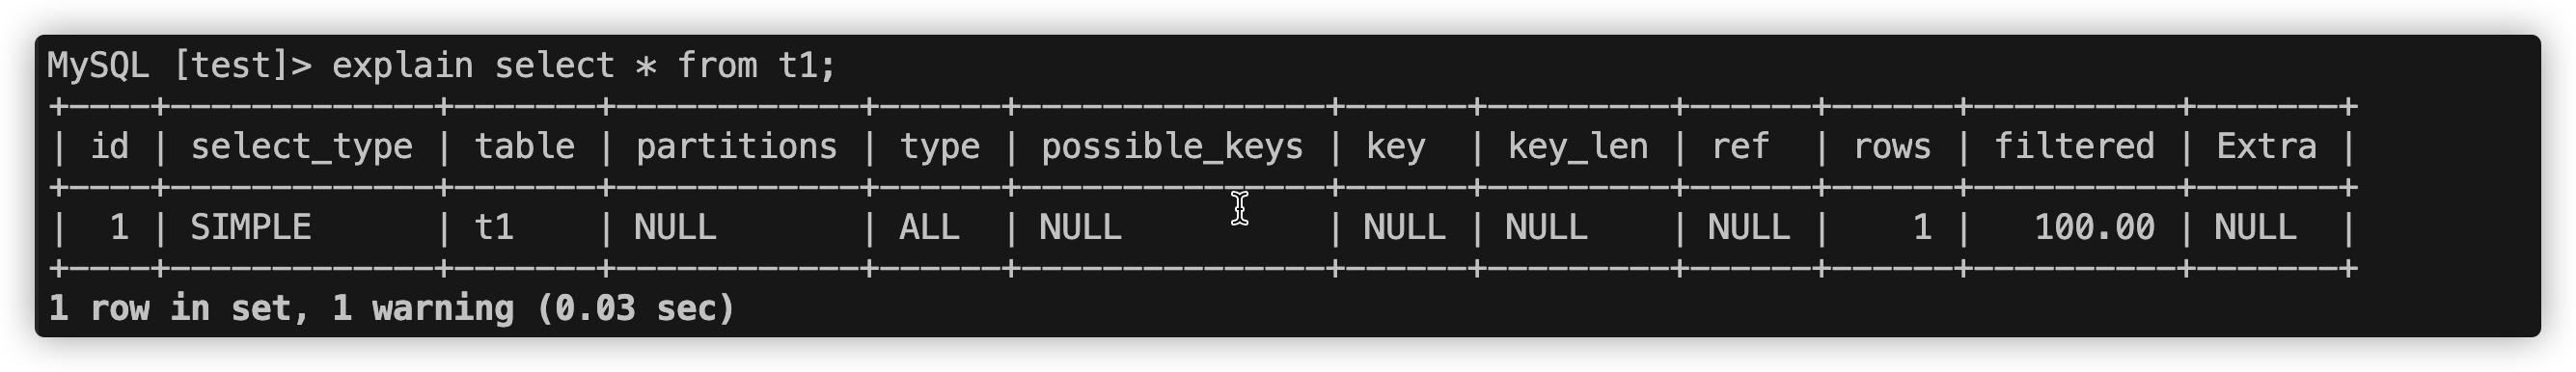 MySQL [test]> explain select * from t1;
+----+-------------+-------+------------+------+---------------+------+---------+------+------+----------+-------+
| id | select_type | table | partitions | type | possible_keys | key  | key_len | ref  | rows | filtered | Extra |
+----+-------------+-------+------------+------+---------------+------+---------+------+------+----------+-------+
|  1 | SIMPLE      | t1    | NULL       | ALL  | NULL          | NULL | NULL    | NULL |    1 |   100.00 | NULL  |
+----+-------------+-------+------------+------+---------------+------+---------+------+------+----------+-------+
1 row in set, 1 warning (0.03 sec)